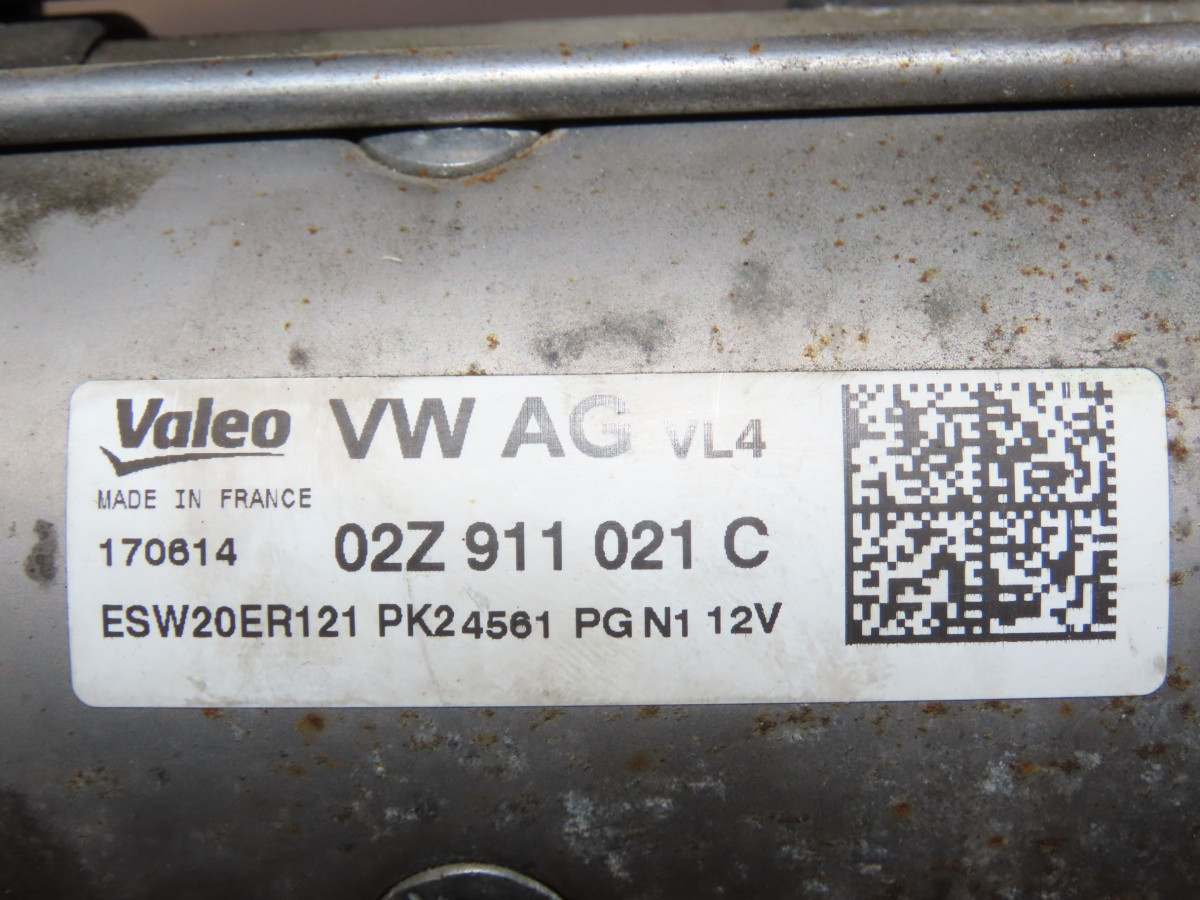 Valeo VW AG VL4
MADE IN FRANCE
170614 02Z 911 021 C
ESW20ER121 PK24561 PG N1 12V